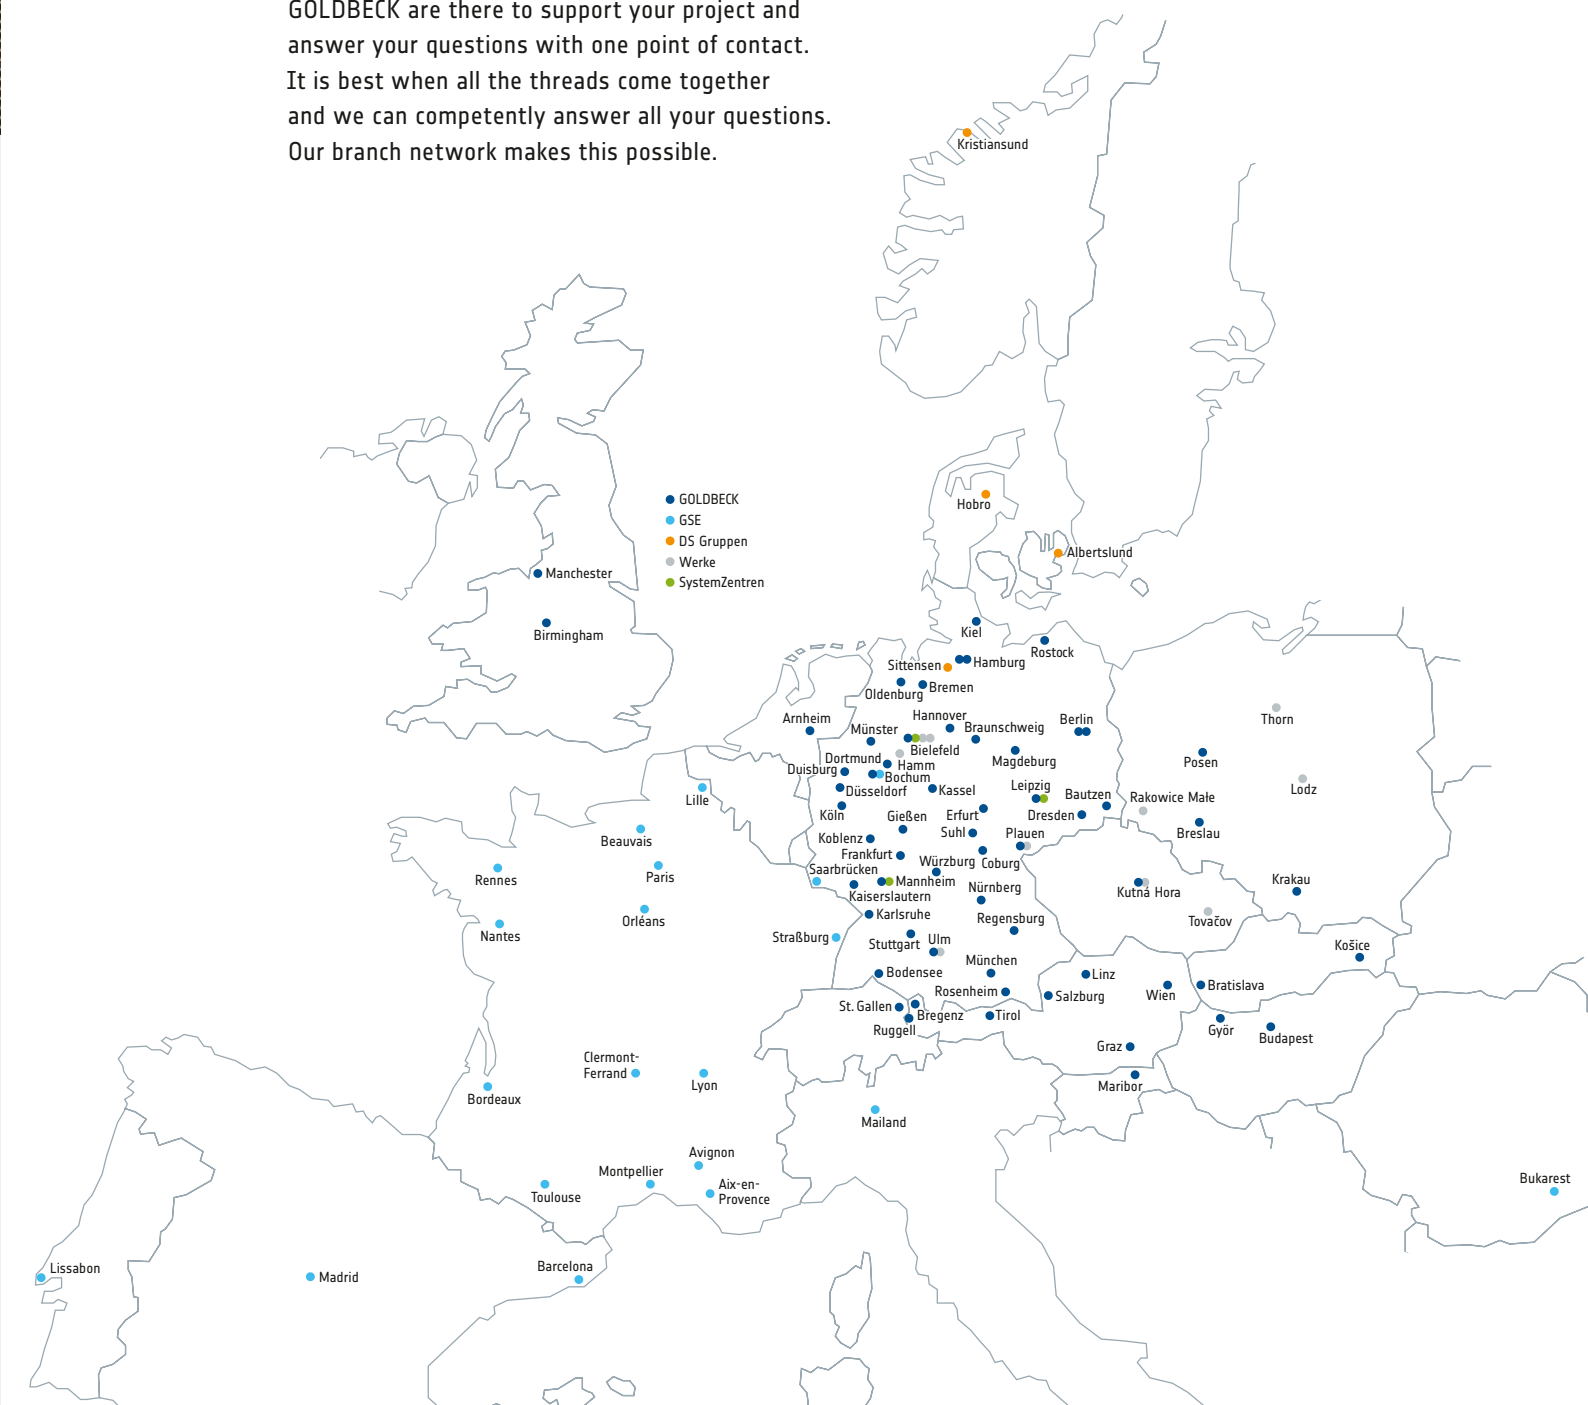 GOLDBECK are there to support your project and
answer your questions with one point of contact.
It is best when all the threads come together
and we can competently answer all your questions.
Our branch network makes this possible.
Kristiansund
GOLDBECK
GSE
DS Gruppen
Werke
SystemZentren
Hobro
Albertslund
Manchester
Birmingham
Kiel
Rostock
Sittensen
Hamburg
Oldenburg
Bremen
Arnheim
Münster
Hannover
Braunschweig
Berlin
Thorn
Bielefeld
Dortmund
Hamm
Magdeburg
Posen
Duisburg
Bochum
Düsseldorf
Kassel
Leipzig
Bautzen
Rakowice Małe
Lodz
Lille
Köln
Gießen
Erfurt
Dresden
Breslau
Beauvais
Koblenz
Suhl
Plauen
Frankfurt
Würzburg
Coburg
Rennes
Paris
Saarbrücken
Mannheim
Kaiserslautern
Nürnberg
Kutná Hora
Krakau
Orléans
Karlsruhe
Regensburg
Tovačov
Nantes
Straßburg
Stuttgart
Ulm
Košice
Bodensee
München
Linz
Rosenheim
Salzburg
Wien
Bratislava
St. Gallen
Bregenz
Tirol
Ruggell
Györ
Budapest
Graz
Clermont-
Ferrand
Lyon
Maribor
Bordeaux
Mailand
Avignon
Montpellier
Aix-en-
Provence
Toulouse
Bukarest
Lissabon
Madrid
Barcelona